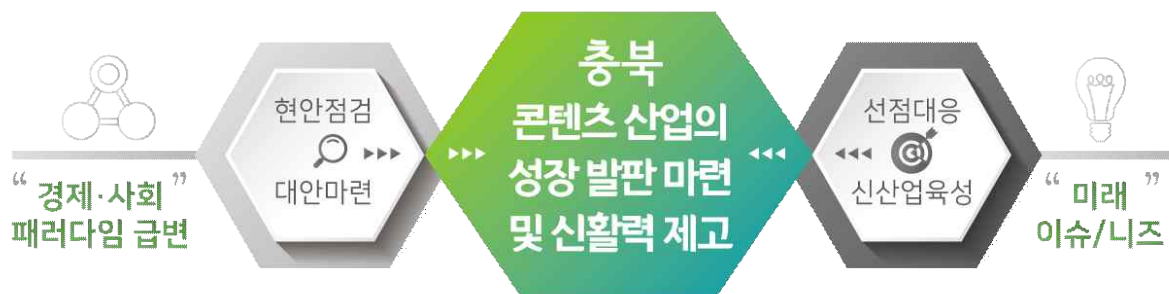 “ 경제·사회 ”
패러다임 급변
현안점검
대안마련
충북
콘텐츠 산업의
성장 발판 마련
및 신활력 제고
선점대응
신산업육성
“ 미래 ”
이슈/니즈